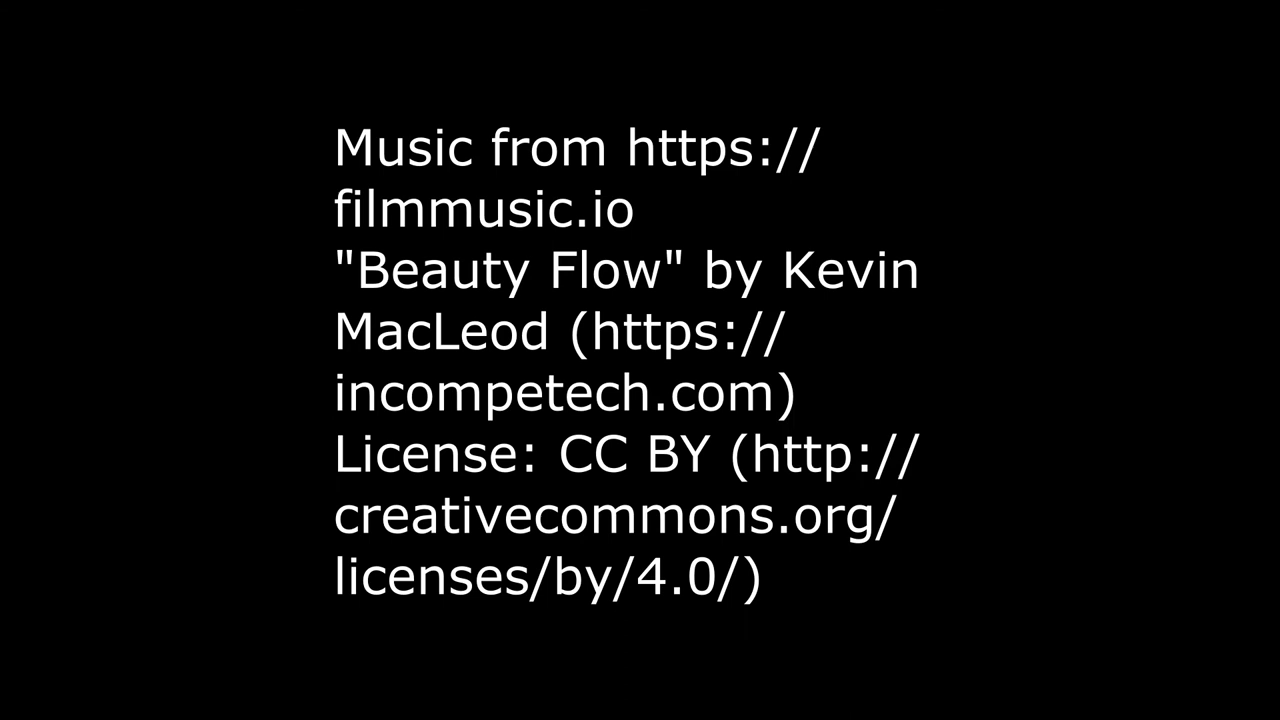 Music from https://
filmmusic.io
"Beauty Flow" by Kevin
MacLeod (https://
incompetech.com)
License: CC BY (http://
creativecommons.org/
licenses/by/4.0/)